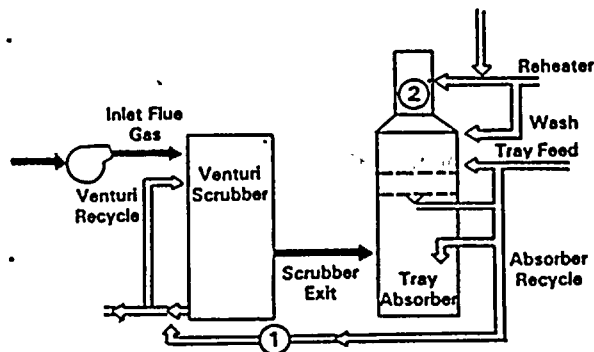 Reheater
Wash
Tray Feed
Inlet Flue
Gas
Venturi
Recycle
Venturi
Scrubber
Scrubber
Exit
Tray
Absorber
Absorber
Recycle
1
2